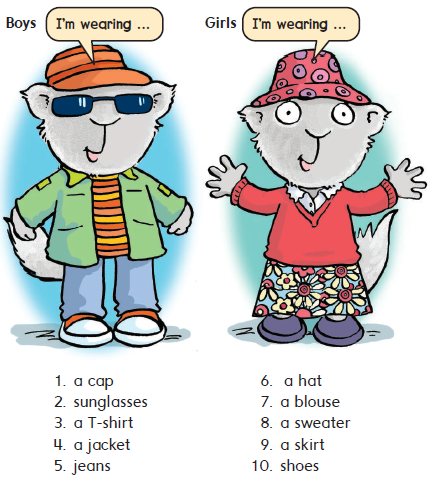 Boys
I'm wearing ...
Girls
I'm wearing ...
1. a cap
2. sunglasses
3. a T-shirt
4. a jacket
5. jeans
6. a hat
7. a blouse
8. a sweater
9. a skirt
10. shoes